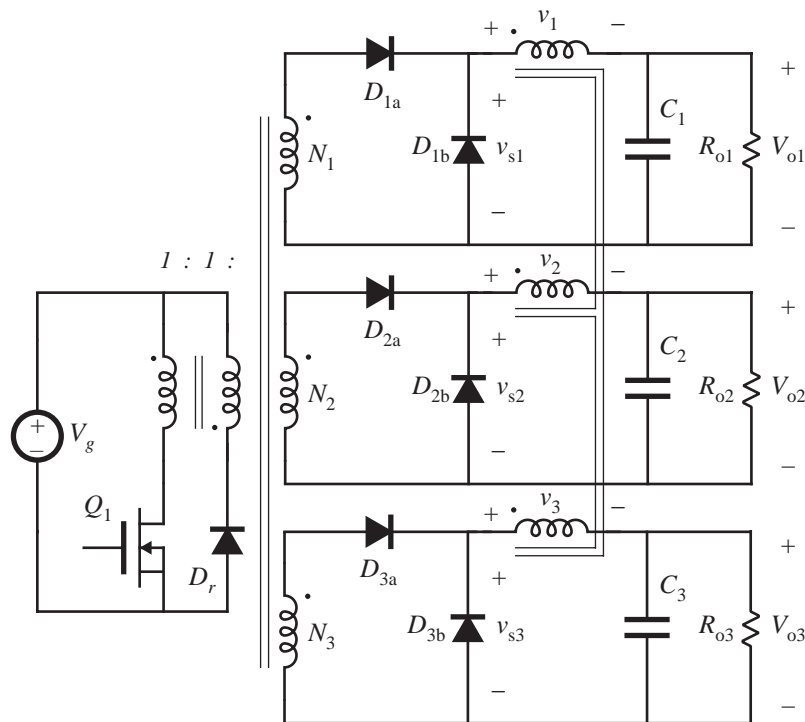 + v1 −
D1a
+
N1
D1b
vs1
−
C1
Ro1
+
Vo1
−
1 : 1 :
+ v2 −
D2a
+
N2
D2b
vs2
−
C2
Ro2
+
Vo2
−
+
−
Vg
Q1
Dr
+ v3 −
D3a
+
N3
D3b
vs3
−
C3
Ro3
+
Vo3
−